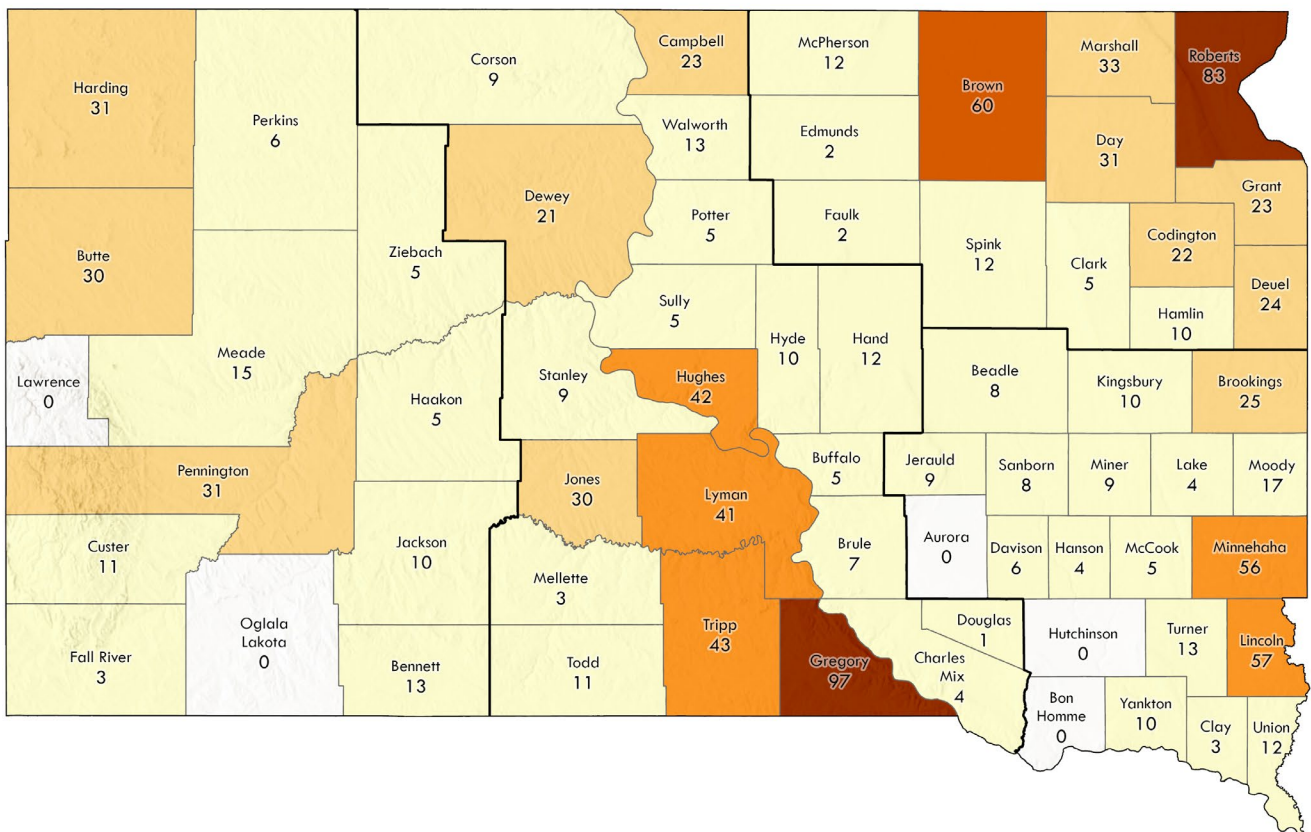 Harding
31
Perkins
6
Corson
9
Campbell
23
McPherson
12
Brown
60
Marshall
33
Roberts
83
Walworth
13
Edmunds
2
Day
31
Dewey
21
Grant
23
Butte
30
Ziebach
5
Potter
5
Faulk
2
Spink
12
Clark
5
Codington
22
Deuel
24
Hamlin
10
Sully
5
Hyde
10
Hand
12
Lawrence
0
Meade
15
Haakon
5
Stanley
9
Hughes
42
Beadle
8
Kingsbury
10
Brookings
25
Pennington
31
Jones
30
Lyman
41
Buffalo
5
Jerauld
9
Sanborn
8
Miner
9
Lake
4
Moody
17
Custer
11
Jackson
10
Brule
7
Aurora
0
Davison
6
Hanson
4
McCook
5
Minnehaha
56
Mellette
3
Oglala
Lakota
0
Tripp
43
Gregory
97
Douglas
1
Charles
Mix
4
Hutchinson
0
Turner
13
Lincoln
57
Fall River
3
Bennett
13
Todd
11
Bon
Homme
0
Yankton
10
Clay
3
Union
12